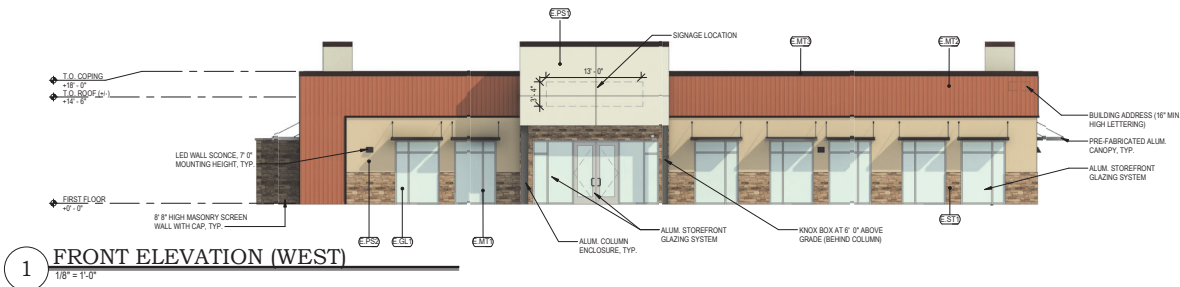 E.PS1
SIGNAGE LOCATION
E.MT3
E.MT2
T.O. COPING
+18' - 0"
T.O. ROOF (+/-)
+14' - 6"
13' - 0"
3' - 4"
BUILDING ADDRESS (16" MIN
HIGH LETTERING)
PRE-FABRICATED ALUM.
CANOPY, TYP.
LED WALL SCONCE, 7' 0"
MOUNTING HEIGHT, TYP.
ALUM. STOREFRONT
GLAZING SYSTEM
FIRST FLOOR
+0' - 0"
8' 8" HIGH MASONRY SCREEN
WALL WITH CAP, TYP.
E.PS2
E.GL1
E.MT1
ALUM. COLUMN
ENCLOSURE, TYP.
ALUM. STOREFRONT
GLAZING SYSTEM
KNOX BOX AT 6' 0" ABOVE
GRADE (BEHIND COLUMN)
E.ST1
1
FRONT ELEVATION (WEST)
1/8" = 1'-0"